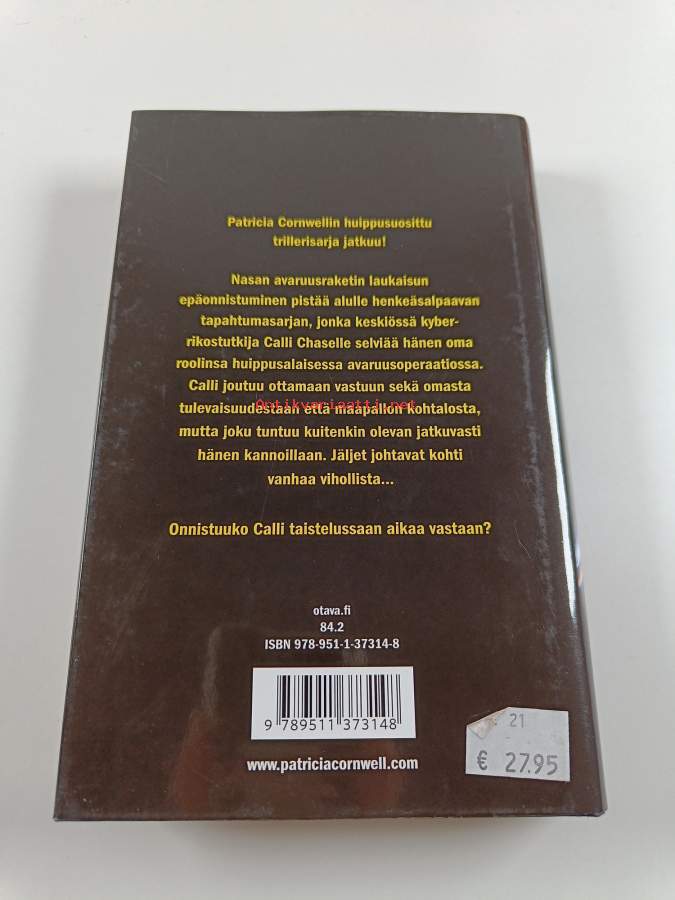 Patricia Cornwellin huippusuosittu
trillerisarja jatkuu!
Nasan avaruusraketin laukaisun
epäonnistuminen pistää alulle henkeäsalpaavan
tapahtumasarjan, jonka keskiössä kyber-
rikostutkija Calli Chaselle selviää hänen oma
roolinsa huippusalaisessa avaruusoperaatiossa.
Calli joutuu ottamaan vastuun sekä omasta
Antikvariaatti.net
tulevaisuudestaan että maapallon kohtalosta,
mutta joku tuntuu kuitenkin olevan jatkuvasti
hänen kannoillaan. Jäljet johtavat kohti
vanhaa vihollista...
Onnistuuko Calli taistelussaan aikaa vastaan?
otava.fi
84.2
ISBN 978-951-1-37314-8
9 789511 373148
www.patriciacornwell.com
21
€ 27.95